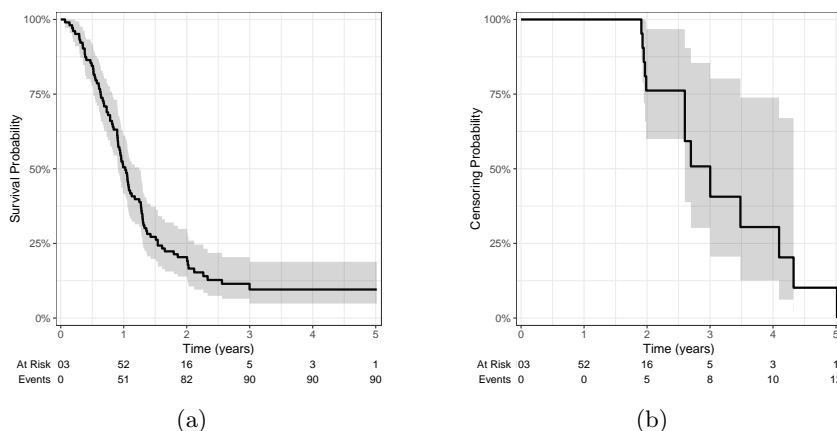 100%
75%
50%
25%
0%
Survival Probability
0 1 2 3 4 5
Time (years)
At Risk 03 52 16 5 3 1
Events 0 51 82 90 90 90
(a)
100%
75%
50%
25%
0%
Censoring Probability
0 1 2 3 4 5
Time (years)
At Risk 03 52 16 5 3 1
Events 0 0 5 8 10
(b)